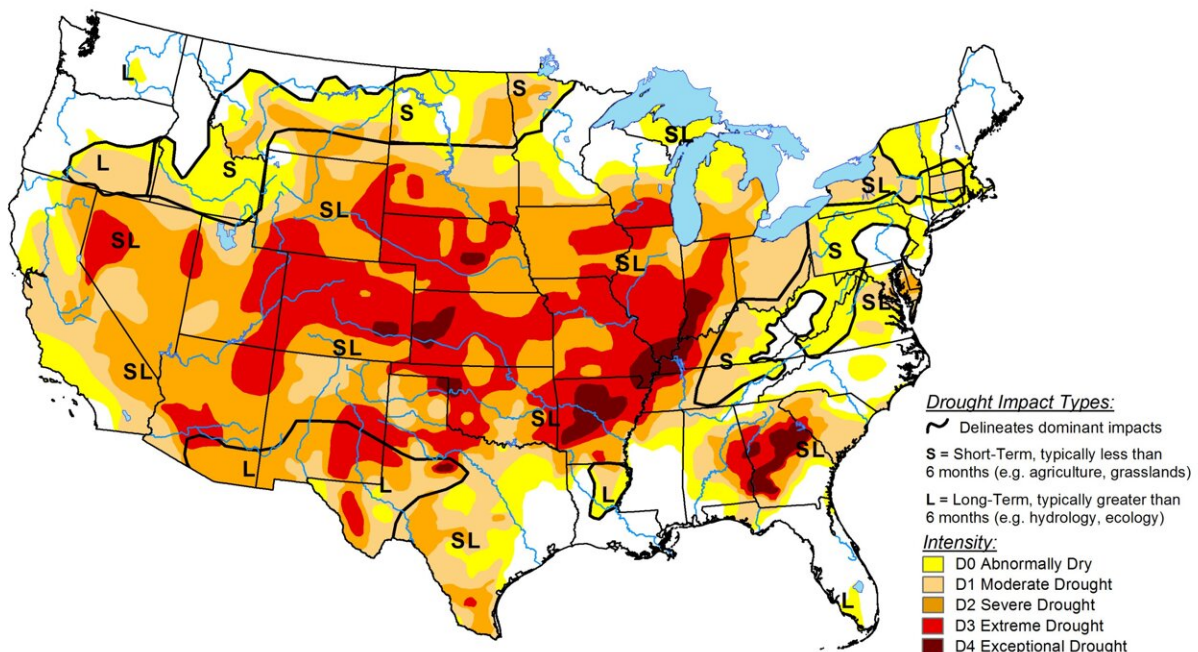 L
S
S
SL
L
S
S
SL
SL
SL
S
SL
SL
SL
SL
S
SL
SL
L
L
L
SL
SL
L
Drought Impact Types:
Delineates dominant impacts
S = Short-Term, typically less than
6 months (e.g. agriculture, grasslands)
L = Long-Term, typically greater than
6 months (e.g. hydrology, ecology)
Intensity:
D0 Abnormally Dry
D1 Moderate Drought
D2 Severe Drought
D3 Extreme Drought
D4 Exceptional Drought